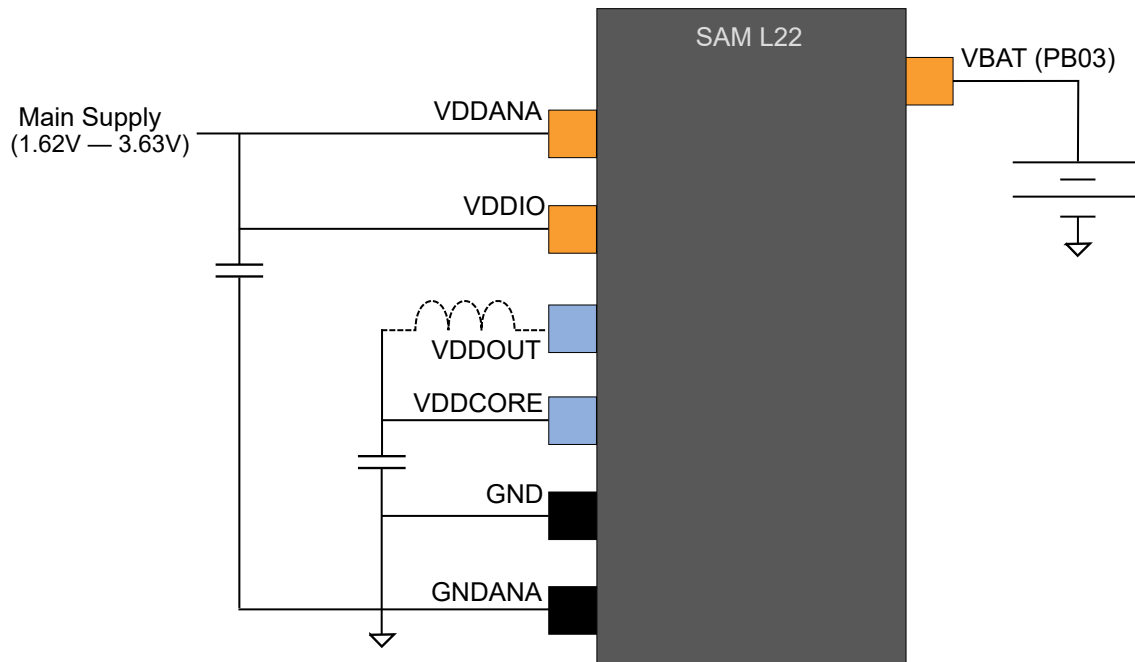 SAM L22
VBAT (PB03)
VDDANA
Main Supply
(1.62V — 3.63V)
VDDIO
VDDOUT
VDDCORE
GND
GNDANA